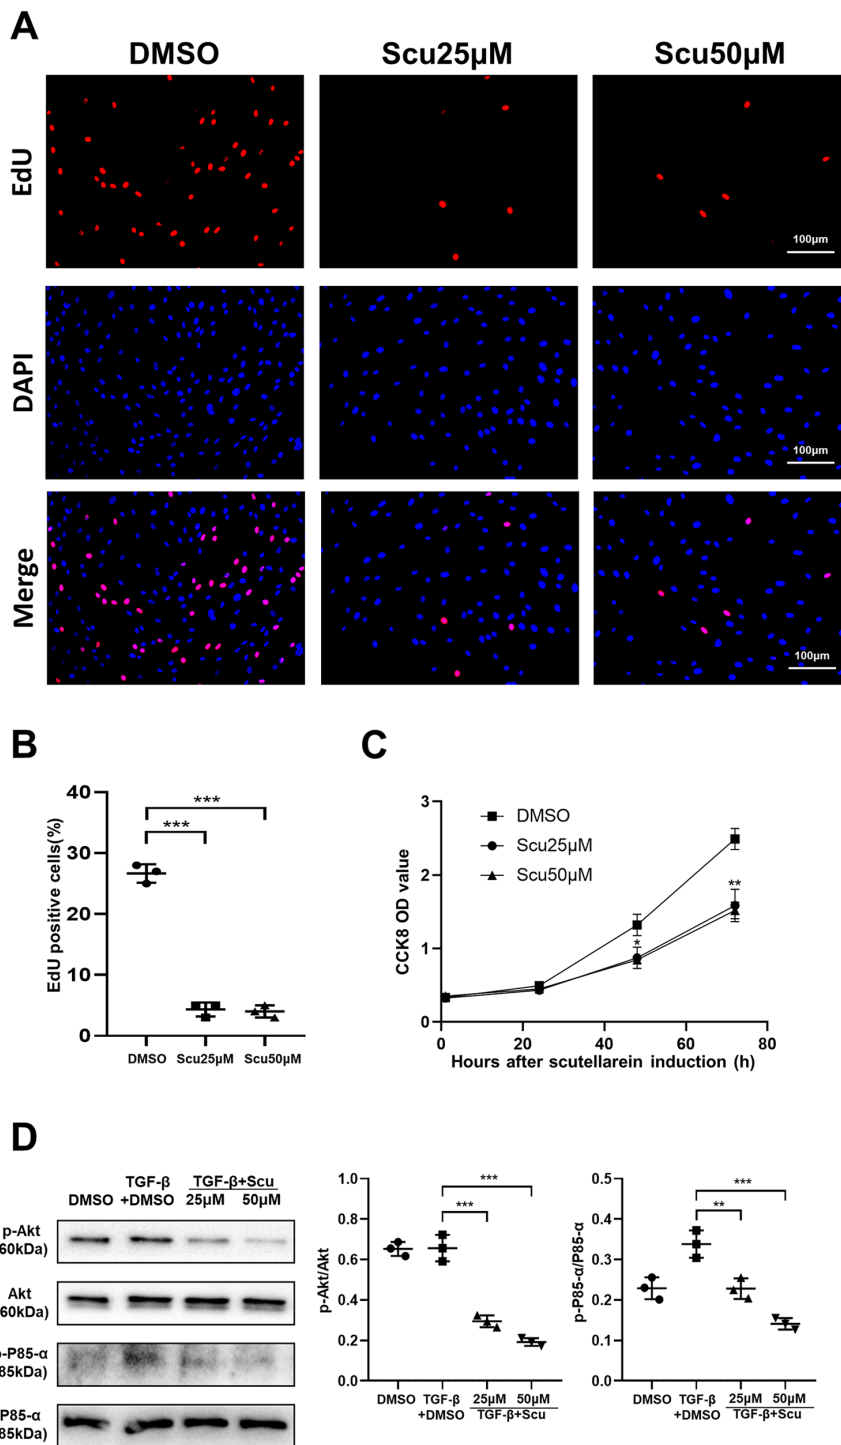 A
DMSO Scu25μM Scu50μM
EdU
100μm
DAPI
100μm
Merge
100μm
B
EdU positive cells(%)
40
30
20
10
0
***
***
DMSO Scu25μM Scu50μM
C
CCK8 OD value
3
2
1
0
DMSO
Scu25μM
Scu50μM
*
**
0 20 40 60 80
Hours after scutellarein induction (h)
D
DMSO TGF-β +DMSO TGF-β+Scu
25μM 50μM
p-Akt
60kDa)
Akt
60kDa)
-P85-α
85kDa)
P85-α
85kDa)
p-Akt/Akt
1.0
0.8
0.6
0.4
0.2
0.0
***
***
DMSO TGF-β 25μM 50μM
+DMSO TGF-β+Scu
p-P85-α/P85-α
0.5
0.4
0.3
0.2
0.1
0.0
***
**
DMSO TGF-β 25μM 50μM
+DMSO TGF-β+Scu